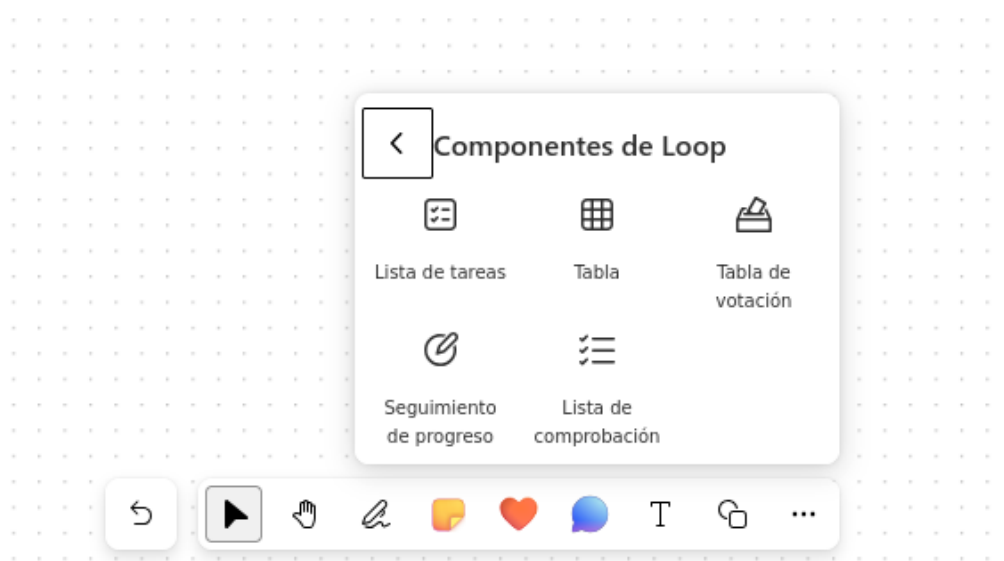 Componentes de Loop
Lista de tareas
Tabla
Tabla de
votación
Seguimiento
de progreso
Lista de
comprobación
T